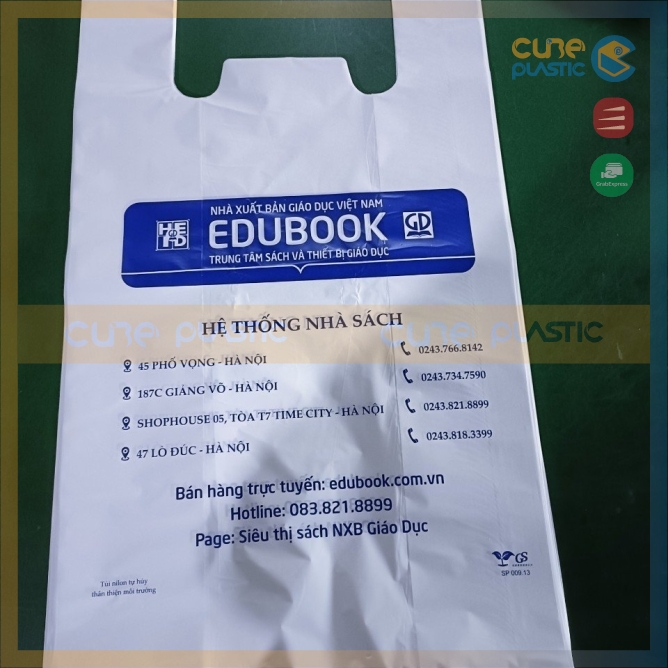 CUBE
PLASTIC
GrabExpress
NHÀ XUẤT BẢN GIÁO DỤC VIỆT NAM
EDUBOOK
TRUNG TÂM SÁCH VÀ THIẾT BỊ GIÁO DỤC
CUBE PLASTIC
PLASTIC
HỆ THỐNG NHÀ SÁCH
45 PHỐ VỌNG - HÀ NỘI 0243.766.8142
187C GIẢNG VÕ - HÀ NỘI 0243.734.7590
SHOPHOUSE 05, TÒA T7 TIME CITY - HÀ NỘI 0243.821.8899
47 LÒ ĐÚC - HÀ NỘI 0243.818.3399
Bán hàng trực tuyến: edubook.com.vn
Hotline: 083.821.8899
Page: Siêu thị sách NXB Giáo Dục
GS
SP 009.13
Túi nilon tự hủy
thân thiện môi trường